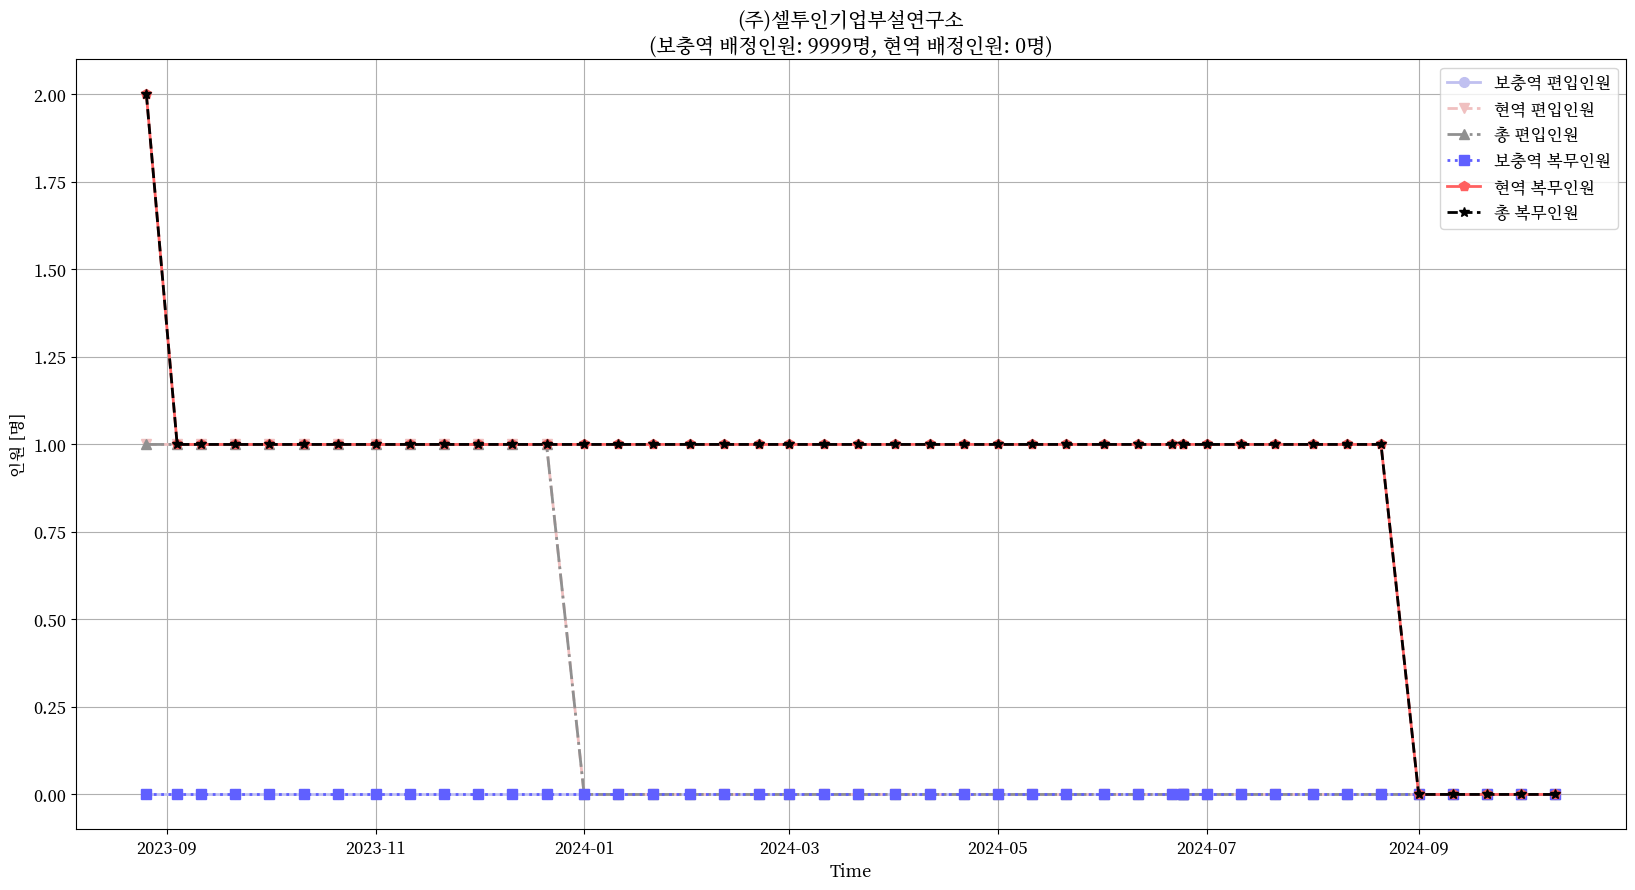 (주)셀투인기업부설연구소
(보충역 배정인원: 9999명, 현역 배정인원: 0명)
보충역 편입인원
현역 편입인원
총 편입인원
보충역 복무인원
현역 복무인원
총 복무인원
인원 [명]
2.00
1.75
1.50
1.25
1.00
0.75
0.50
0.25
0.00
2023-09
2023-11
2024-01
2024-03
2024-05
2024-07
2024-09
Time